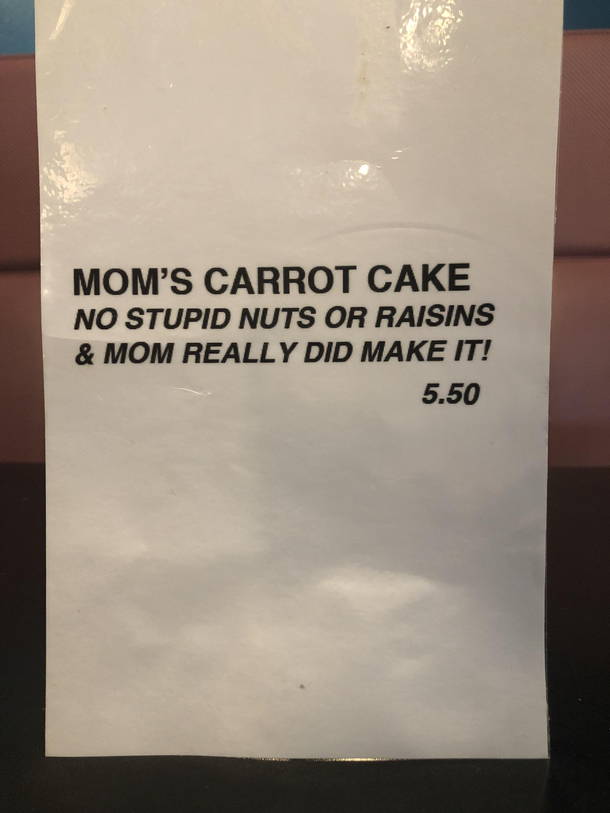 MOM'S CARROT CAKE
NO STUPID NUTS OR RAISINS
& MOM REALLY DID MAKE IT!
5.50